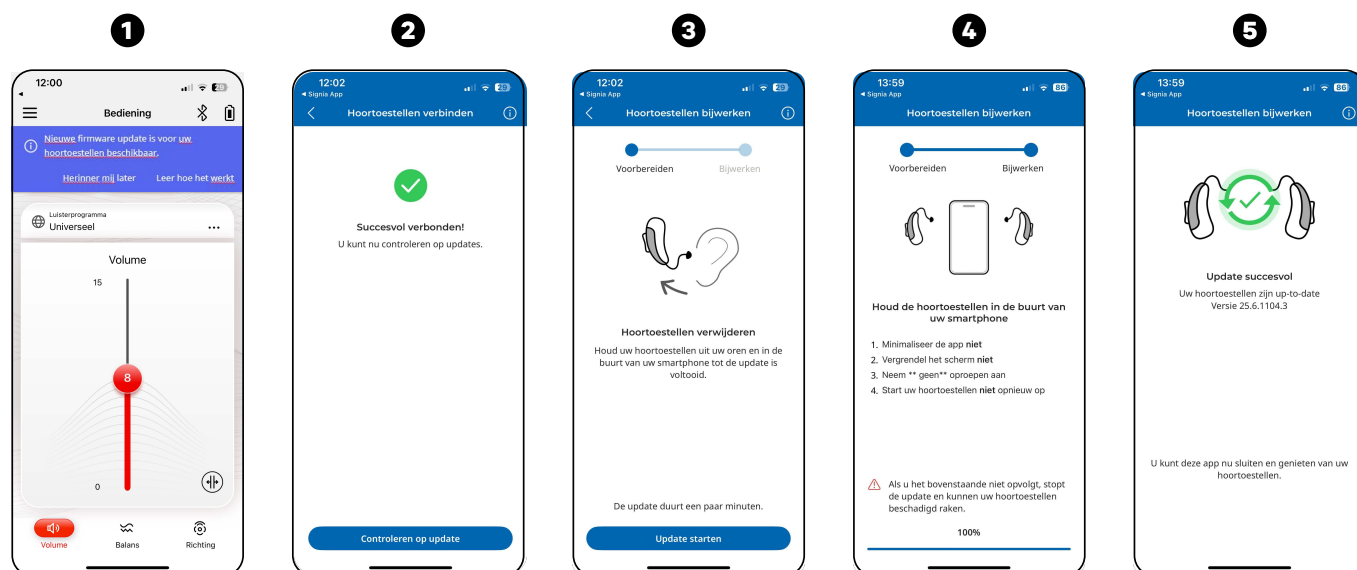 1
12:00
Bediening
Nieuwe firmware update is voor uw
hoortoestellen beschikbaar.
Herinner mij later
Leer hoe het werkt
Luisterprogramma
Universeel
Volume
15
8
0
Volume
Balans
Richting
2
12:02
29
Signia App
Hoortoestellen verbinden
Succesvol verbonden!
U kunt nu controleren op updates.
Controleren op update
3
12:02
29
Signia App
Hoortoestellen bijwerken
Voorbereiden
Bijwerken
Hoortoestellen verwijderen
Houd uw hoortoestellen uit uw oren en in de
buurt van uw smartphone tot de update is
voltooid.
De update duurt een paar minuten.
Update starten
4
13:59
86
Signia App
Hoortoestellen bijwerken
Voorbereiden
Bijwerken
Houd de hoortoestellen in de buurt van
uw smartphone
1. Minimaliseer de app niet
2. Vergrendel het scherm niet
3. Neem ** geen** oproepen aan
4. Start uw hoortoestellen niet opnieuw op
Als u het bovenstaande niet opvolgt, stopt
de update en kunnen uw hoortoestellen
beschadigd raken.
100%
5
13:59
86
Signia App
Hoortoestellen bijwerken
Update succesvol
Uw hoortoestellen zijn up-to-date
Versie 25.6.1104.3
U kunt deze app nu sluiten en genieten van uw
hoortoestellen.